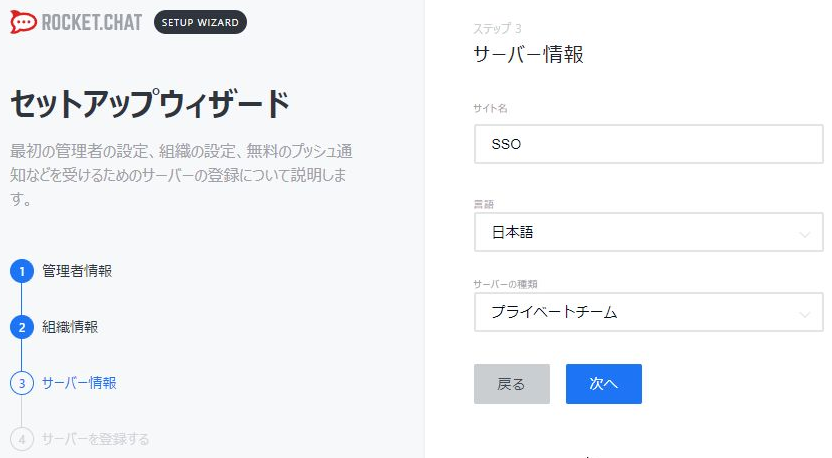 ROCKET.CHAT SETUP WIZARD
セットアップウィザード
最初の管理者の設定、組織の設定、無料のプッシュ通
知などを受けるためのサーバーの登録について説明しま
す。
1 管理者情報
2 組織情報
3 サーバー情報
4 サーバーを登録する
ステップ 3
サーバー情報
サイト名
SSO
言語
日本語
サーバーの種類
プライベートチーム
戻る 次へ